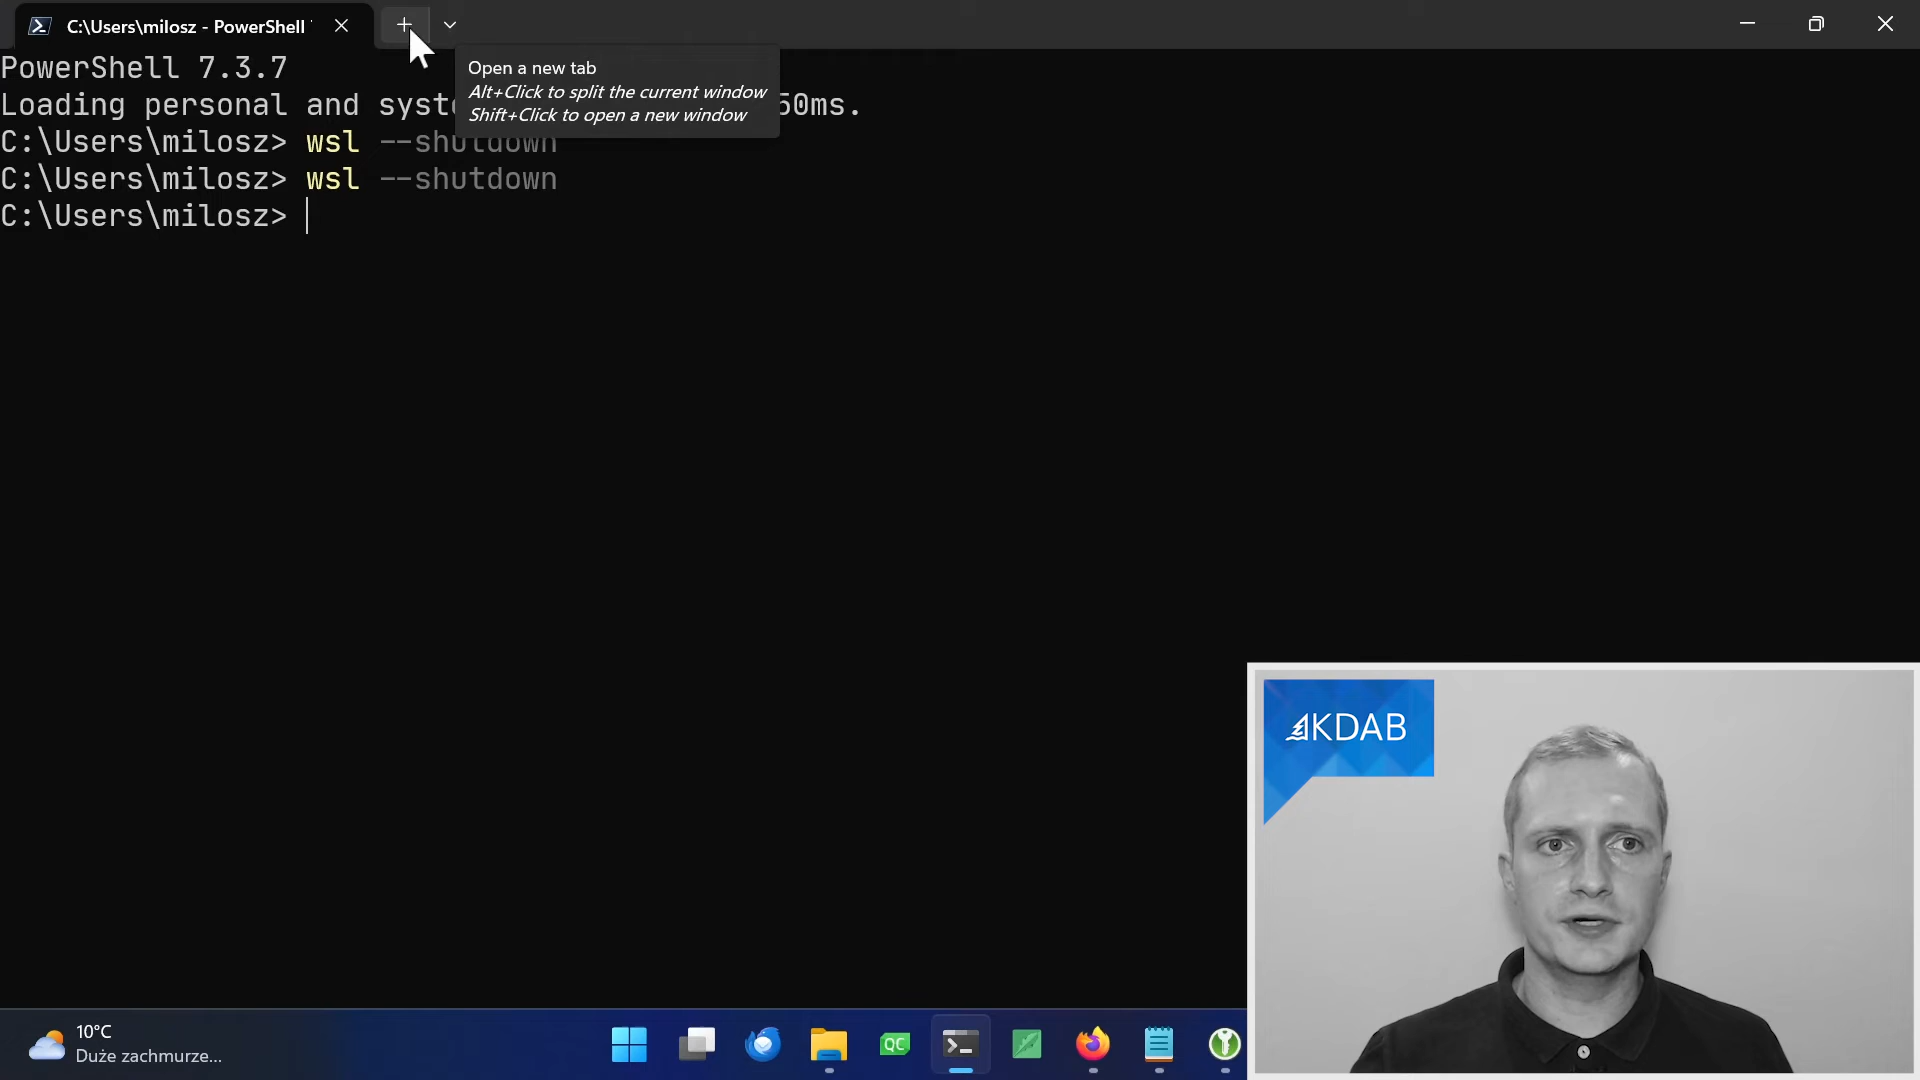 C:\Users\milosz - PowerShell
Open a new tab
Alt+Click to split the current window
Shift+Click to open a new window
PowerShell 7.3.7
Loading personal and syst 50ms.
C:\Users\milosz> wsl --shutdown
C:\Users\milosz> wsl --shutdown
C:\Users\milosz>
KDAB
10°C
Duże zachmurze...
QC